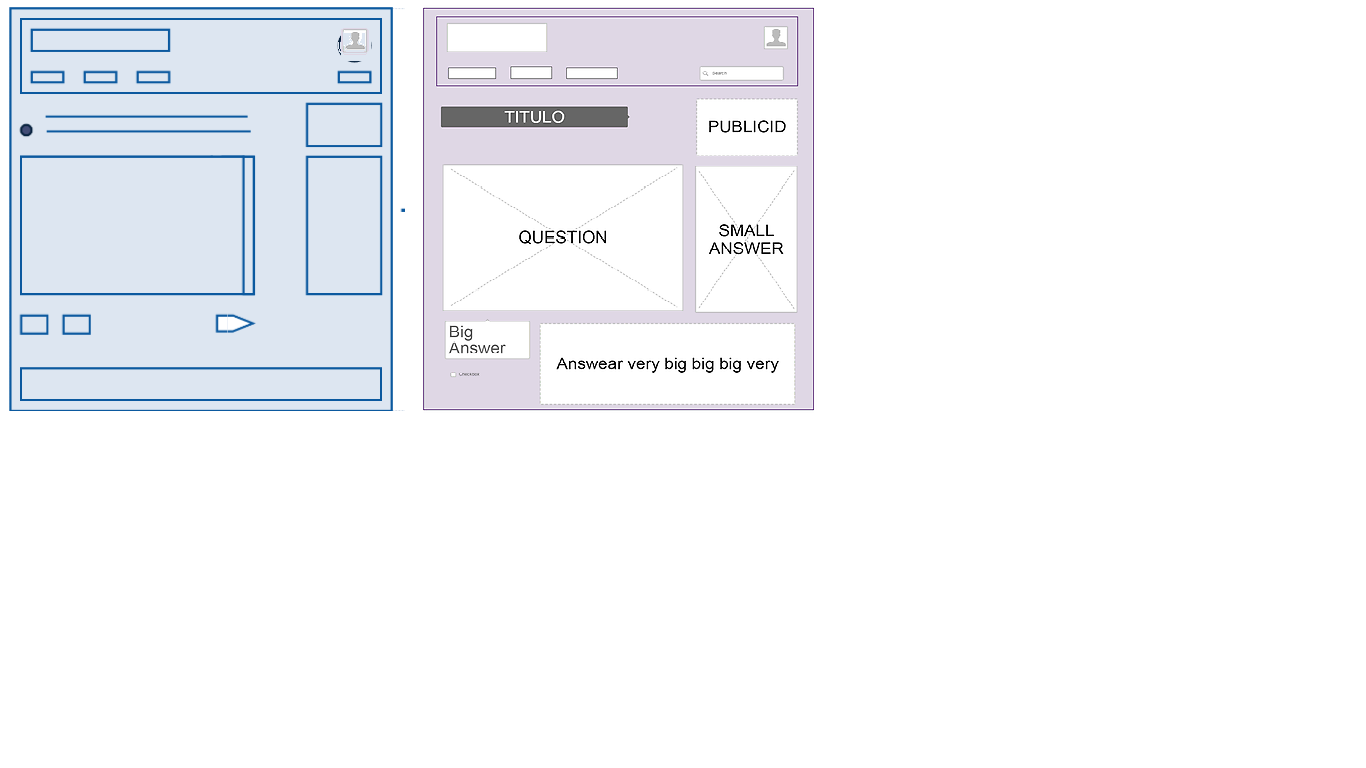 Search
TITULO
PUBLICID
QUESTION
SMALL
ANSWER
Big
Answer
Answear very big big big very
Checkbox